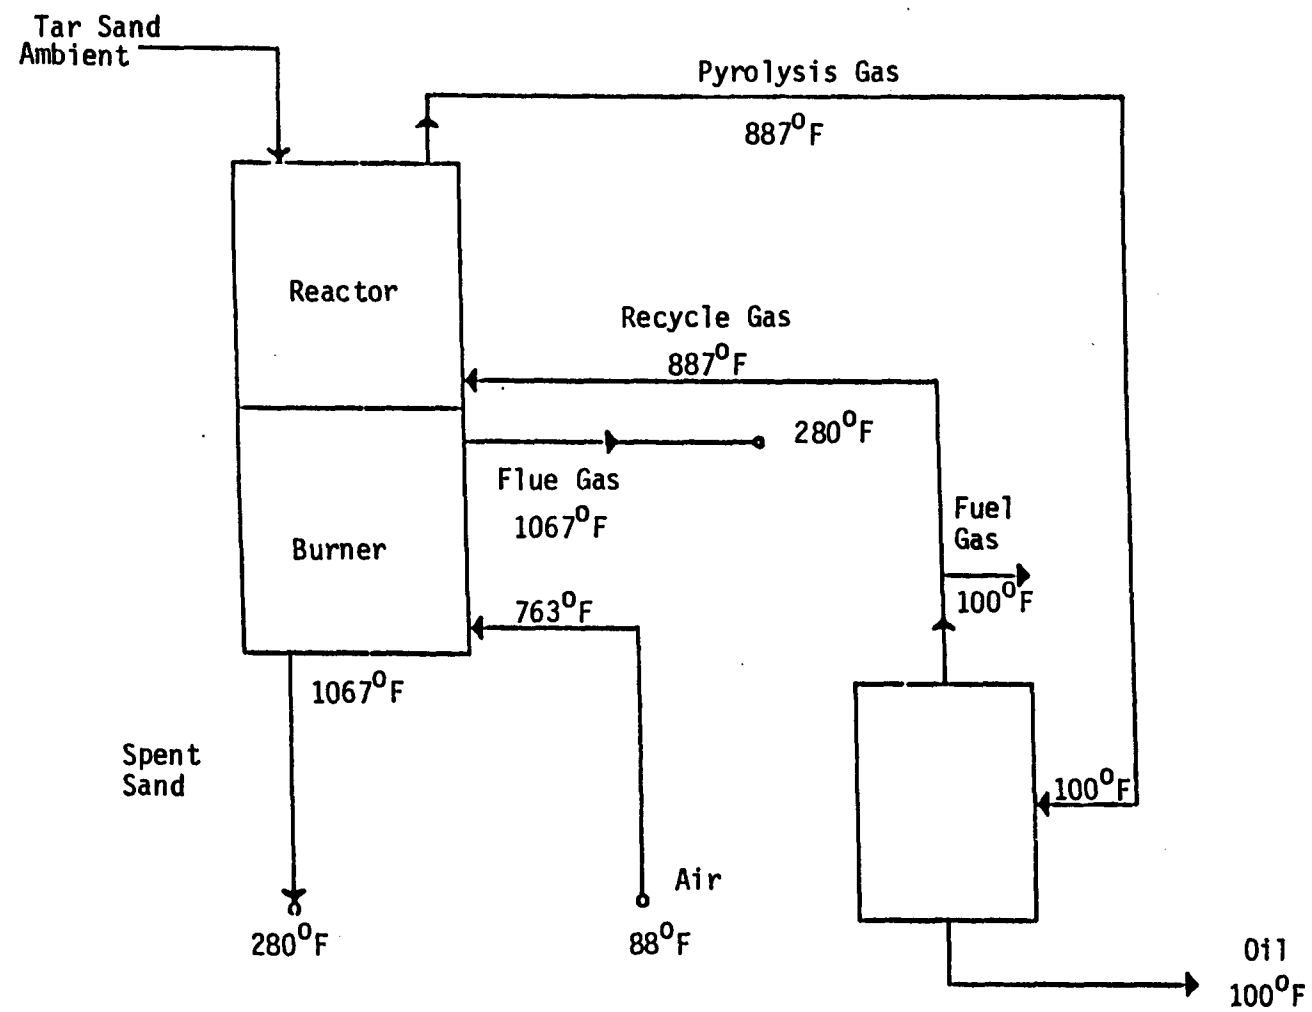 Tar Sand
Ambient
Pyrolysis Gas
887°F
Reactor
Recycle Gas
887°F
280°F
Flue Gas
1067°F
Burner
Fuel
Gas
100°F
763°F
1067°F
Spent
Sand
100°F
Air
280°F
88°F
Oil
100°F